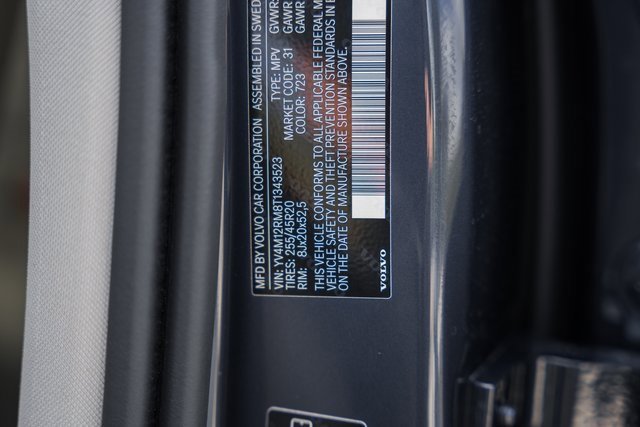 MFD BY VOLVO CAR CORPORATION ASSEMBLED IN SWEDE
VIN: YV4M12RM8T1343523 TYPE: MPV GVWR:
TIRES: 255/45R20 MARKET CODE: 31 GAWR
RIM: 8Jx20x52,5 COLOR: 723 GAWR
THIS VEHICLE CONFORMS TO ALL APPLICABLE FEDERAL M
VEHICLE SAFETY AND THEFT PREVENTION STANDARDS IN E
ON THE DATE OF MANUFACTURE SHOWN ABOVE.
VOLVO